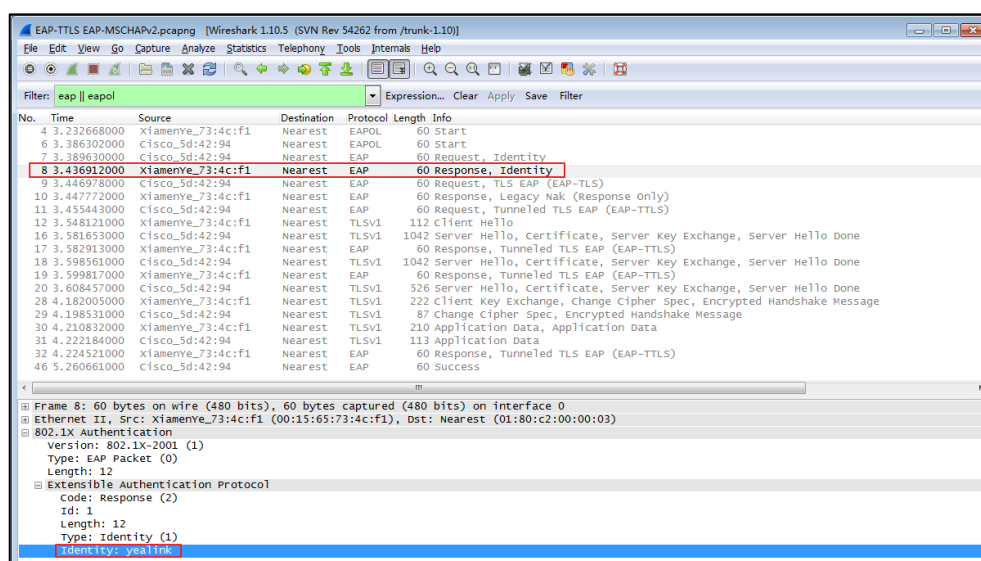 EAP-TTLS EAP-MSCHAPv2.pcapng [Wireshark 1.10.5 (SVN Rev 54262 from /trunk-1.10)]
File Edit View Go Capture Analyze Statistics Telephony Tools Internals Help
Filter: eap || eapol Expression... Clear Apply Save Filter
No. Time Source Destination Protocol Length Info
4 3.232668000 XiamenYe_73:4c:f1 Nearest EAPOL 60 Start
6 3.386302000 Cisco_5d:42:94 Nearest EAPOL 60 Start
7 3.389630000 Cisco_5d:42:94 Nearest EAP 60 Request, Identity
8 3.436912000 XiamenYe_73:4c:f1 Nearest EAP 60 Response, Identity
9 3.446978000 Cisco_5d:42:94 Nearest EAP 60 Request, TLS EAP (EAP-TLS)
10 3.447772000 XiamenYe_73:4c:f1 Nearest EAP 60 Response, Legacy Nak (Response Only)
11 3.455443000 Cisco_5d:42:94 Nearest EAP 60 Request, Tunneled TLS EAP (EAP-TTLS)
12 3.548121000 XiamenYe_73:4c:f1 Nearest TLSv1 112 Client Hello
16 3.581653000 Cisco_5d:42:94 Nearest TLSv1 1042 Server Hello, Certificate, Server Key Exchange, Server Hello Done
17 3.582913000 XiamenYe_73:4c:f1 Nearest EAP 60 Response, Tunneled TLS EAP (EAP-TTLS)
18 3.598561000 Cisco_5d:42:94 Nearest TLSv1 1042 Server Hello, Certificate, Server Key Exchange, Server Hello Done
19 3.599817000 XiamenYe_73:4c:f1 Nearest EAP 60 Response, Tunneled TLS EAP (EAP-TTLS)
20 3.608457000 Cisco_5d:42:94 Nearest TLSv1 526 Server Hello, Certificate, Server Key Exchange, Server Hello Done
28 4.182005000 XiamenYe_73:4c:f1 Nearest TLSv1 222 Client Key Exchange, Change Cipher Spec, Encrypted Handshake Message
29 4.198531000 Cisco_5d:42:94 Nearest TLSv1 87 Change Cipher Spec, Encrypted Handshake Message
30 4.210832000 XiamenYe_73:4c:f1 Nearest TLSv1 210 Application Data, Application Data
31 4.222184000 Cisco_5d:42:94 Nearest TLSv1 113 Application Data
32 4.224521000 XiamenYe_73:4c:f1 Nearest EAP 60 Response, Tunneled TLS EAP (EAP-TTLS)
46 5.260661000 Cisco_5d:42:94 Nearest EAP 60 Success
Frame 8: 60 bytes on wire (480 bits), 60 bytes captured (480 bits) on interface 0
Ethernet II, Src: XiamenYe_73:4c:f1 (00:15:65:73:4c:f1), Dst: Nearest (01:80:c2:00:00:03)
802.1X Authentication
Version: 802.1X-2001 (1)
Type: EAP Packet (0)
Length: 12
Extensible Authentication Protocol
Code: Response (2)
Id: 1
Length: 12
Type: Identity (1)
Identity: yealink